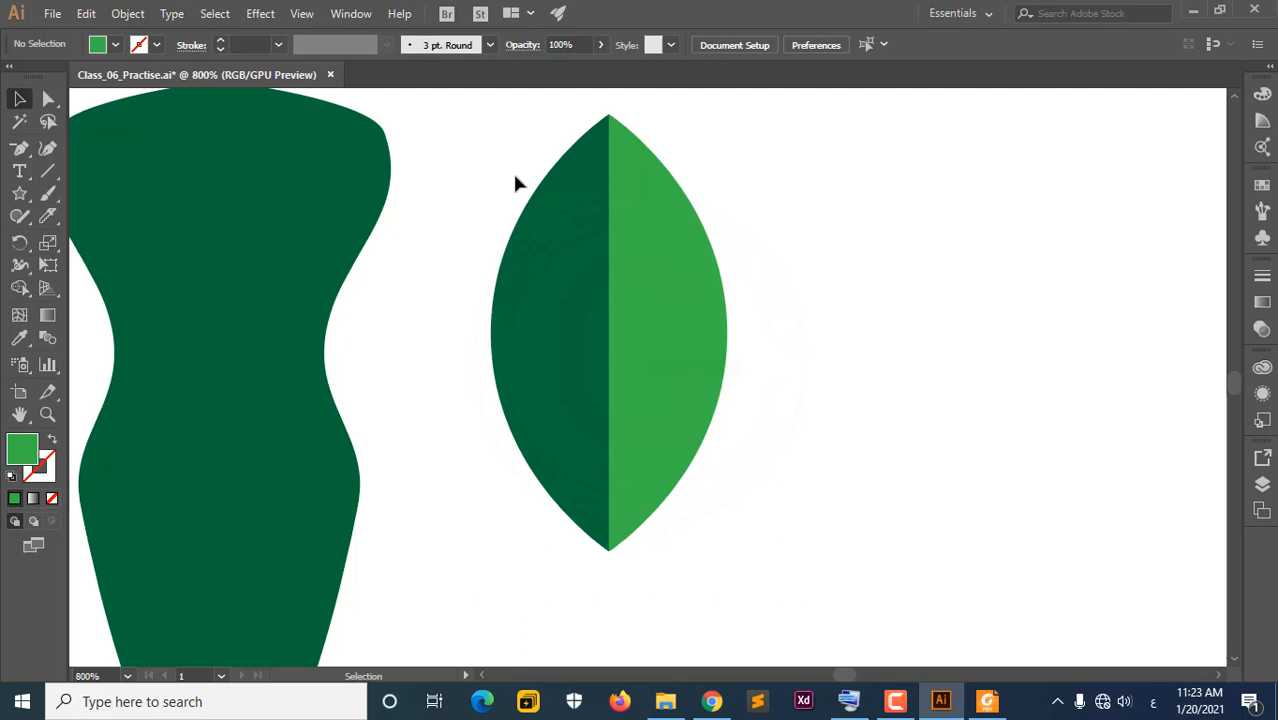 Ai File Edit Object Type Select Effect View Window Help Br St Essentials Search Adobe Stock
No Selection Stroke: 3 pt. Round Opacity: 100% Style: Document Setup Preferences
Class_06_Practise.ai* @ 800% (RGB/GPU Preview)
800% 1 Selection
Type here to search Xd Ai ع 11:23 AM
1/20/2021